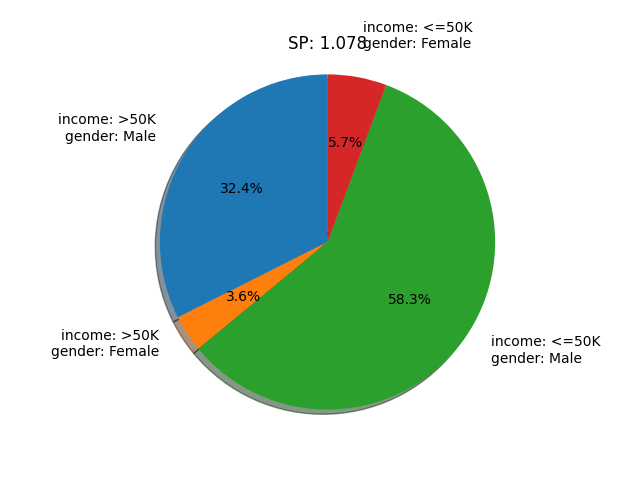 income: <=50K
gender: Female
SP: 1.078
income: >50K
gender: Male
5.7%
32.4%
3.6%
58.3%
income: >50K
gender: Female
income: <=50K
gender: Male